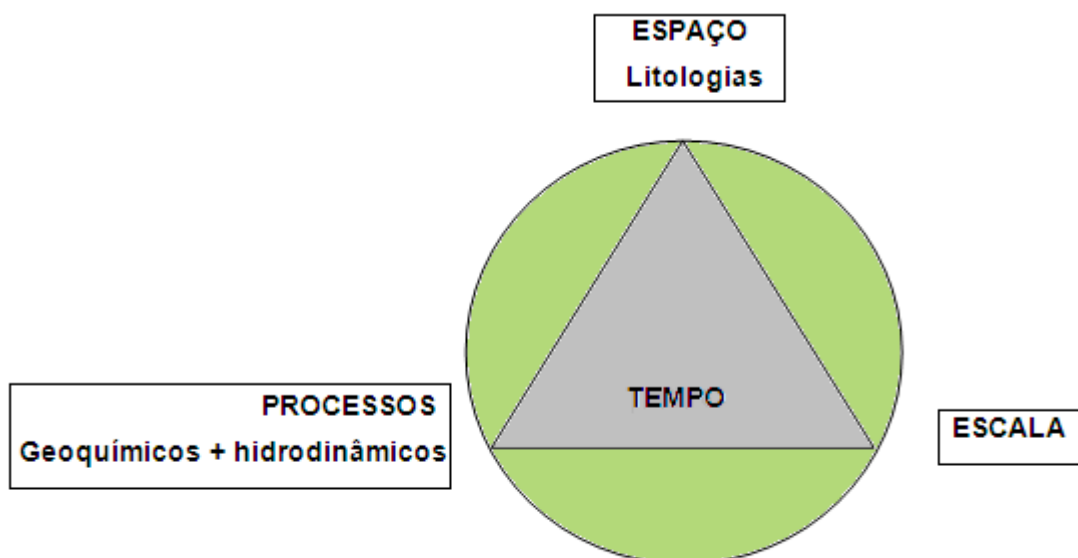 ESPAÇO
Litologias
PROCESSOS
Geoquímicos + hidrodinâmicos
TEMPO
ESCALA